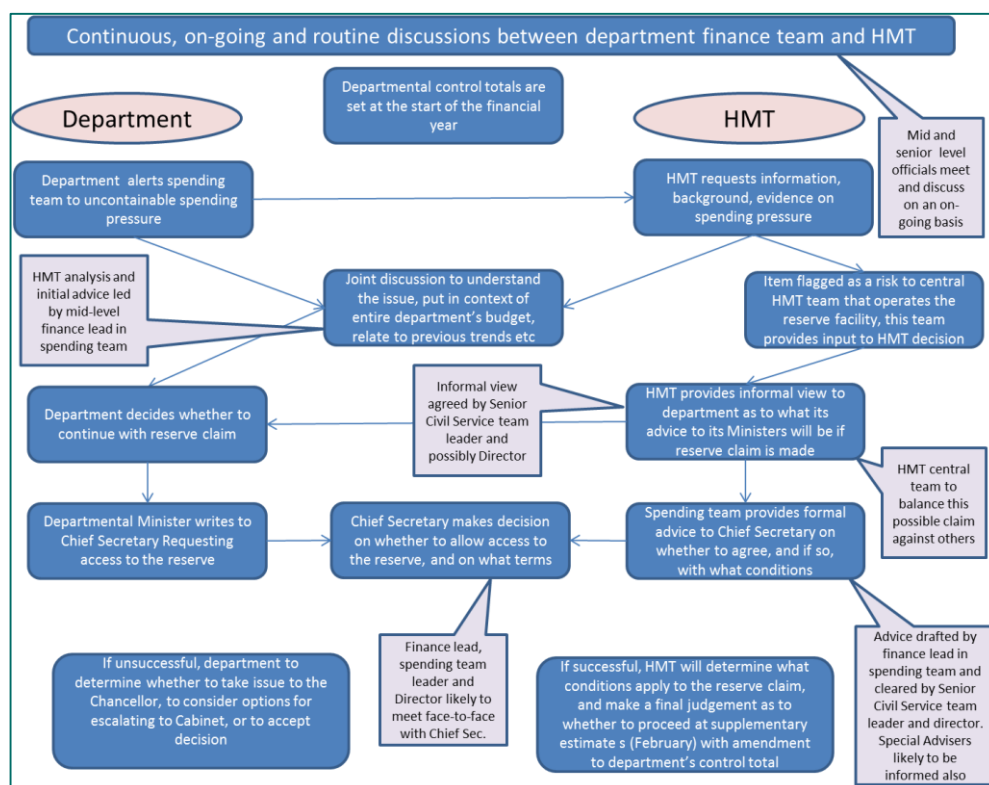 Continuous, on-going and routine discussions between department finance team and HMT
Departmental control totals are
set at the start of the financial
year
Department
HMT
Mid and
senior level
officials meet
and discuss
on an on-
going basis
Department alerts spending
team to uncontainable spending
pressure
HMT requests information,
background, evidence on
spending pressure
HMT analysis and
initial advice led
by mid-level
finance lead in
spending team
Joint discussion to understand
the issue, put in context of
entire department's budget,
relate to previous trends etc
Item flagged as a risk to central
HMT team that operates the
reserve facility, this team
provides input to HMT decision
Department decides whether to
continue with reserve claim
Informal view
agreed by Senior
Civil Service team
leader and
possibly Director
HMT provides informal view to
department as to what its
advice to its Ministers will be if
reserve claim is made
HMT central
team to
balance this
possible claim
against others
Departmental Minister writes to
Chief Secretary Requesting
access to the reserve
Chief Secretary makes decision
on whether to allow access to
the reserve, and on what terms
Spending team provides formal
advice to Chief Secretary on
whether to agree, and if so,
with what conditions
Finance lead,
spending team
leader and
Director likely to
meet face-to-face
with Chief Sec.
Advice drafted by
finance lead in
spending team and
cleared by Senior
Civil Service team
leader and director.
Special Advisers
likely to be
informed also
If unsuccessful, department to
determine whether to take issue to the
Chancellor, to consider options for
escalating to Cabinet, or to accept
decision
If successful, HMT will determine what
conditions apply to the reserve claim,
and make a final judgement as to
whether to proceed at supplementary
estimate s (February) with amendment
to department's control total